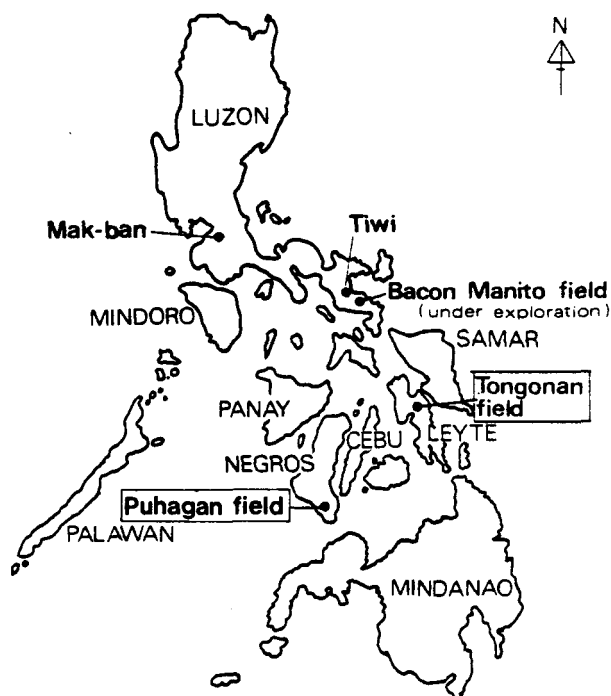 N
LUZON
Mak-ban
Tiwi
Bacon Manito field
(under exploration)
MINDORO
SAMAR
Tongonan
field
PANAY
CEBU
LEYTE
NEGROS
Puhagan field
PALAWAN
MINDANAO